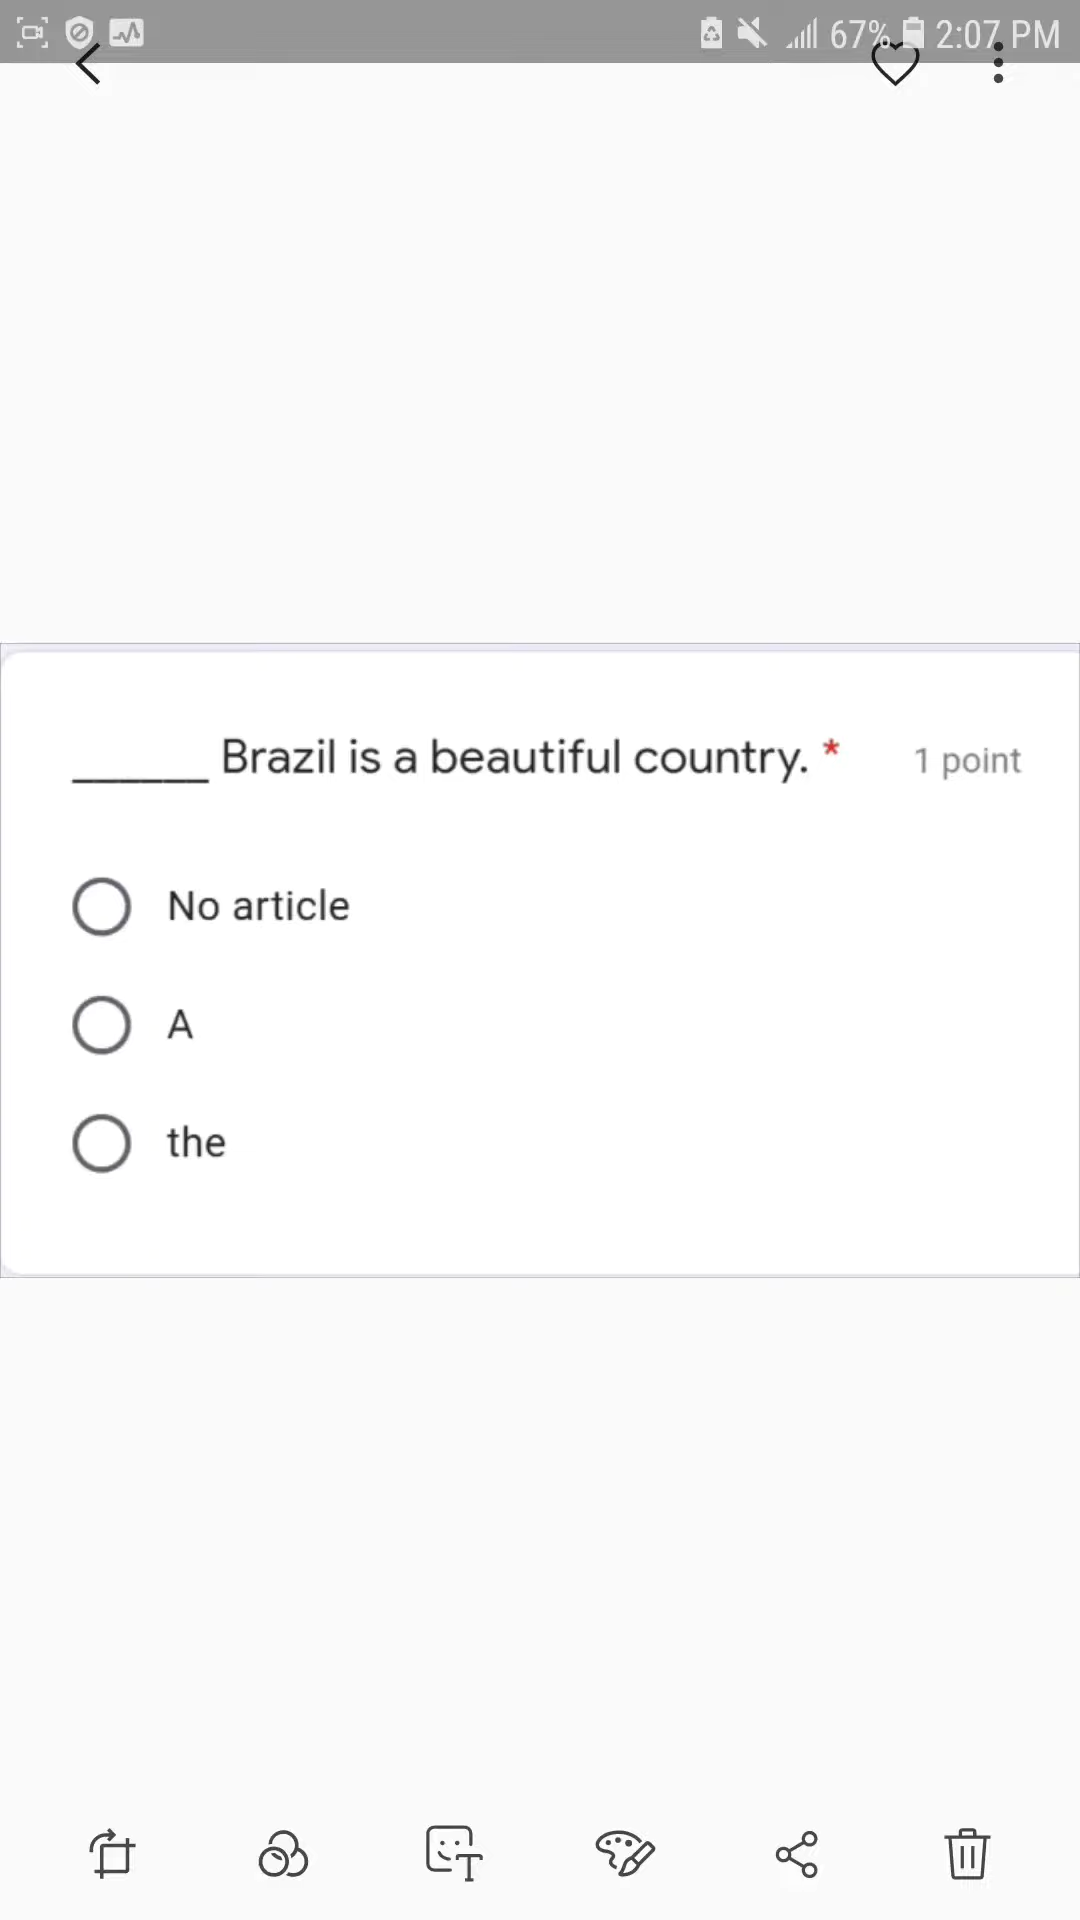 67% 2:07 PM
______ Brazil is a beautiful country. * 1 point
No article
A
the